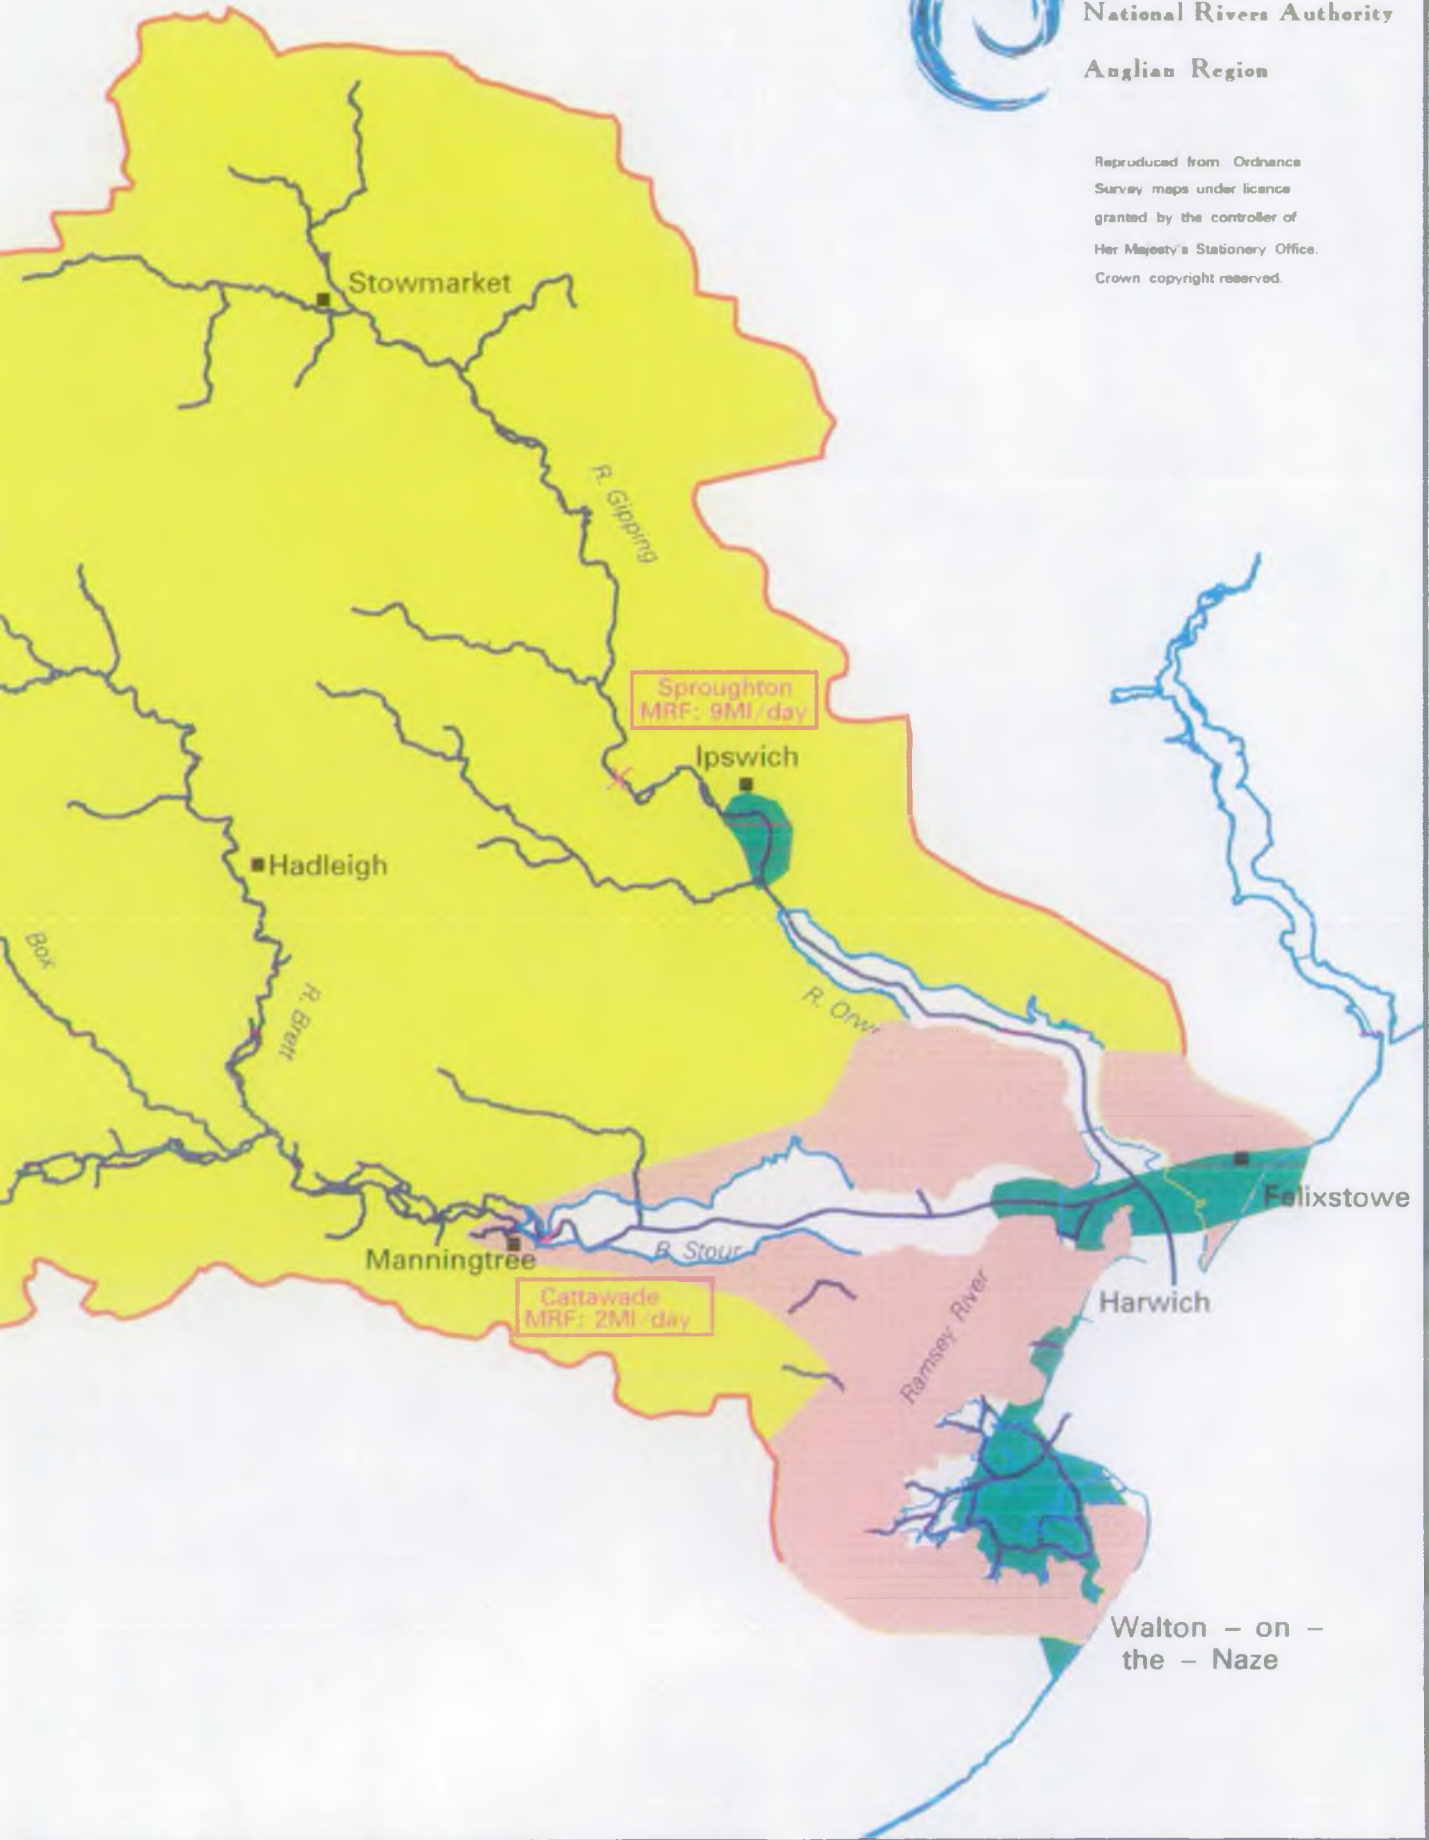 National Rivers Authority
Anglian Region
Repruduced from Ordnance
Survey maps under licence
granted by the controller of
Her Majesty's Stationery Office.
Crown copyright reserved.
Stowmarket
R. Gipping
Sproughton
MRF: 9Ml/day
Ipswich
Hadleigh
Box
R. Brett
R. Orw
Felixstowe
R. Stour
Manningtree
Cattawade
MRF: 2Ml/day
Harwich
Ramsey River
Walton - on -
the - Naze